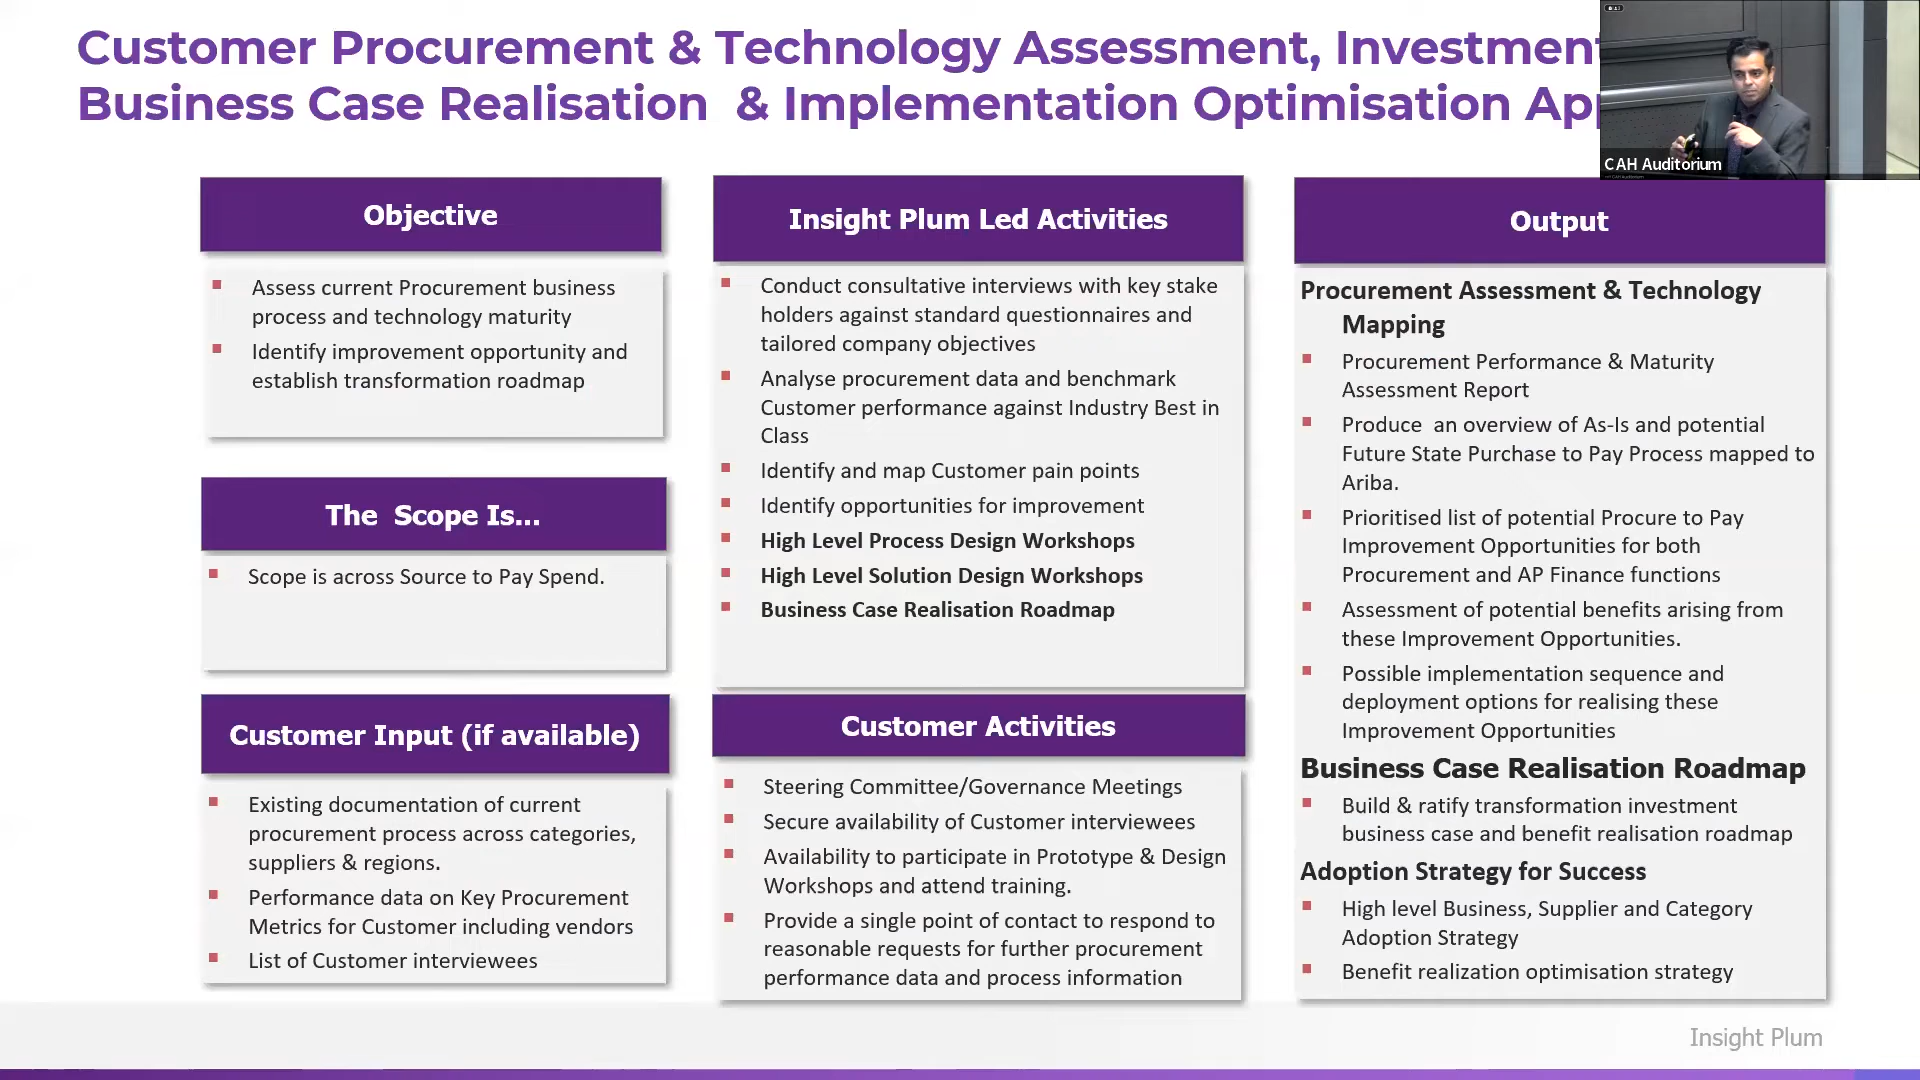 Customer Procurement & Technology Assessment, Investment
Business Case Realisation & Implementation Optimisation
CAH Auditorium
Objective
Assess current Procurement business
process and technology maturity
Identify improvement opportunity and
establish transformation roadmap
The Scope Is...
Scope is across Source to Pay Spend.
Customer Input (if available)
Existing documentation of current
procurement process across categories,
suppliers & regions.
Performance data on Key Procurement
Metrics for Customer including vendors
List of Customer interviewees
Insight Plum Led Activities
Conduct consultative interviews with key stake
holders against standard questionnaires and
tailored company objectives
Analyse procurement data and benchmark
Customer performance against Industry Best in
Class
Identify and map Customer pain points
Identify opportunities for improvement
High Level Process Design Workshops
High Level Solution Design Workshops
Business Case Realisation Roadmap
Customer Activities
Steering Committee/Governance Meetings
Secure availability of Customer interviewees
Availability to participate in Prototype & Design
Workshops and attend training.
Provide a single point of contact to respond to
reasonable requests for further procurement
performance data and process information
Output
Procurement Assessment & Technology
Mapping
Procurement Performance & Maturity
Assessment Report
Produce an overview of As-Is and potential
Future State Purchase to Pay Process mapped to
Ariba.
Prioritised list of potential Procure to Pay
Improvement Opportunities for both
Procurement and AP Finance functions
Assessment of potential benefits arising from
these Improvement Opportunities.
Possible implementation sequence and
deployment options for realising these
Improvement Opportunities
Business Case Realisation Roadmap
Build & ratify transformation investment
business case and benefit realisation roadmap
Adoption Strategy for Success
High level Business, Supplier and Category
Adoption Strategy
Benefit realization optimisation strategy
Insight Plum